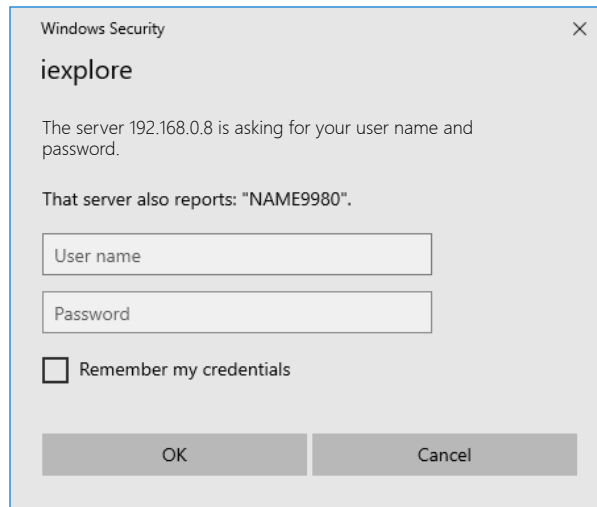 Windows Security
iexplore
The server 192.168.0.8 is asking for your user name and
password.
That server also reports: "NAME9980".
User name
Password
Remember my credentials
OK Cancel